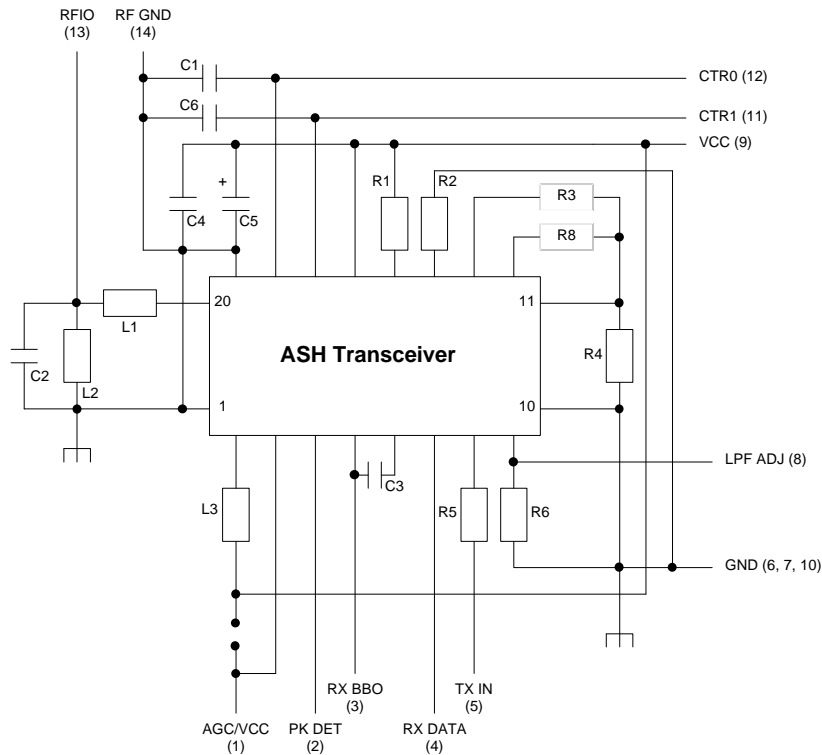 RFIO
(13)
RF GND
(14)
C1
CTR0 (12)
C6
CTR1 (11)
VCC (9)
R1
R2
R3
+
C4
C5
R8
20
11
L1
ASH Transceiver
R4
C2
L2
1
10
LPF ADJ (8)
C3
L3
R5
R6
GND (6, 7, 10)
RX BBO
(3)
TX IN
(5)
AGC/VCC
(1)
PK DET
(2)
RX DATA
(4)